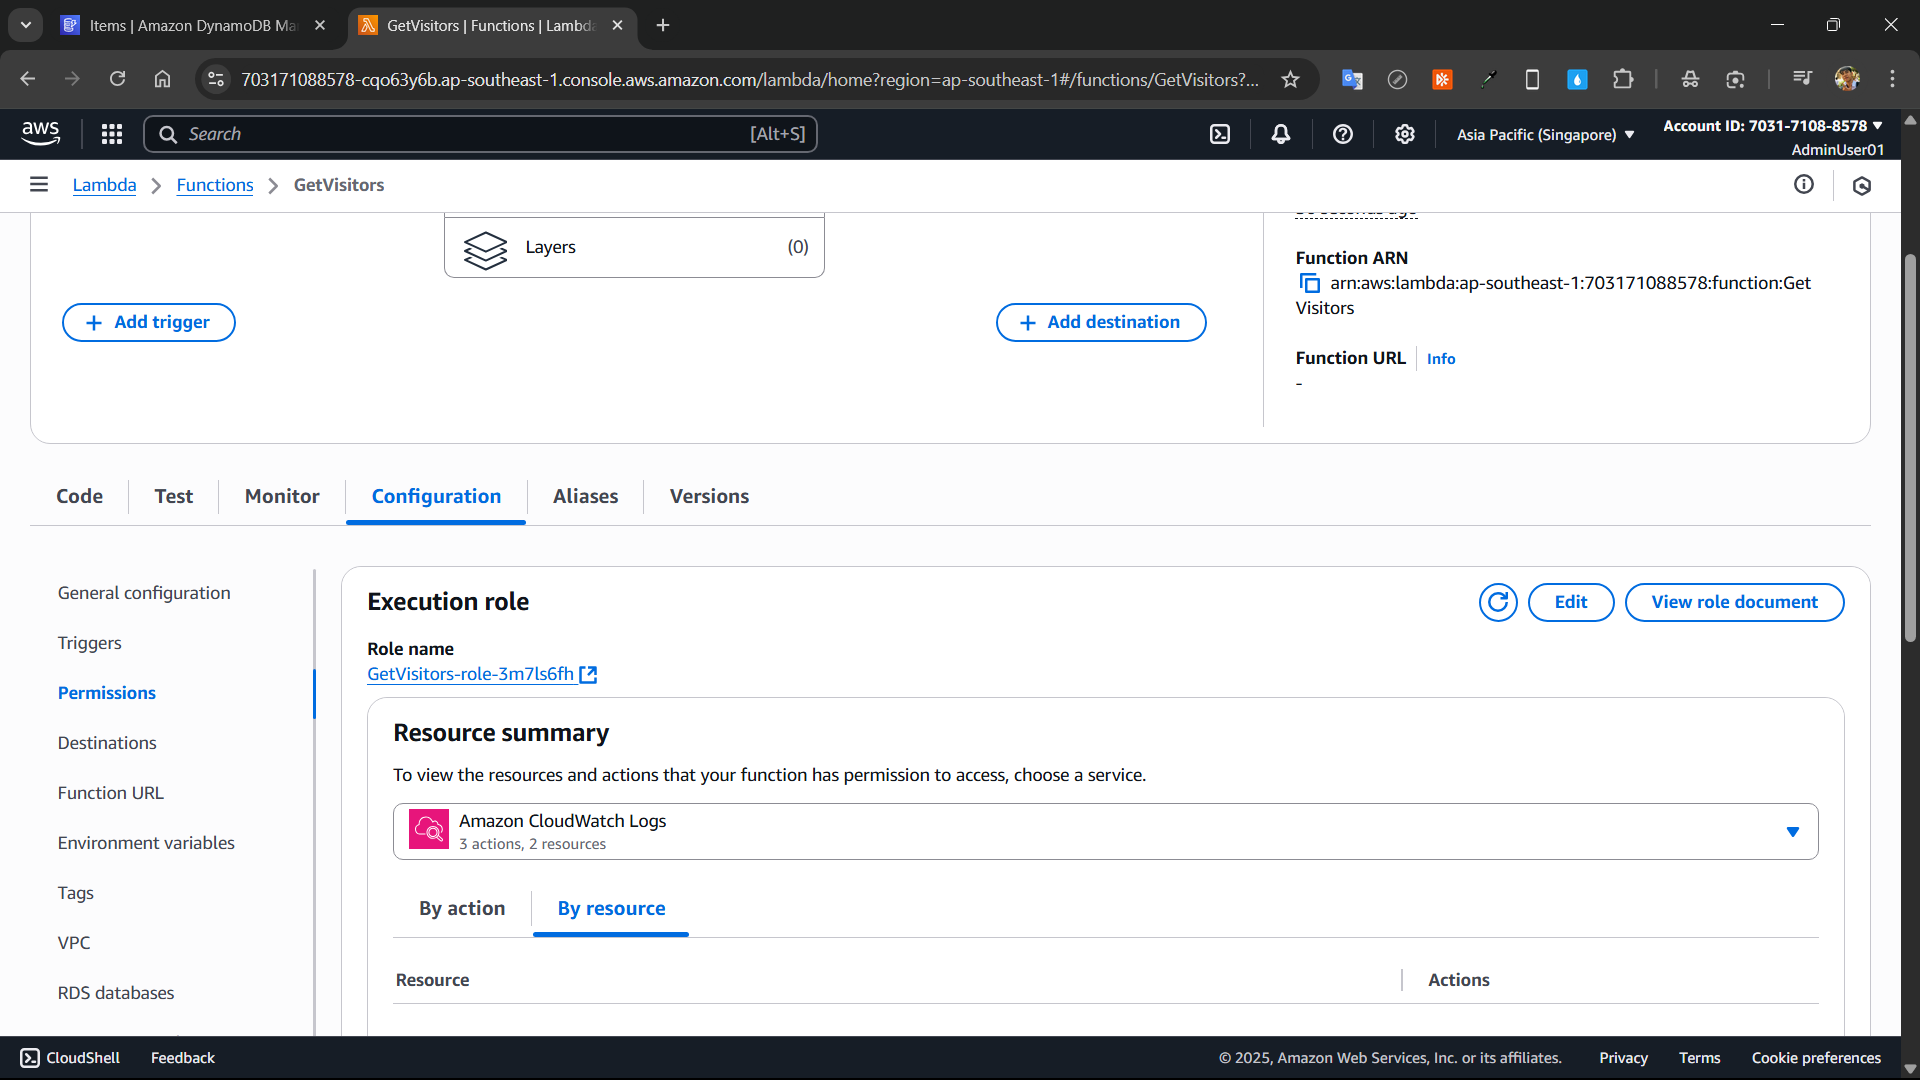 Items | Amazon DynamoDB Ma
GetVisitors | Functions | Lambda
703171088578-cqo63y6b.ap-southeast-1.console.aws.amazon.com/lambda/home?region=ap-southeast-1#/functions/GetVisitors?...
aws
Search
[Alt+S]
Asia Pacific (Singapore)
Account ID: 7031-7108-8578
AdminUser01
Lambda
Functions
GetVisitors
Layers
(0)
Function ARN
arn:aws:lambda:ap-southeast-1:703171088578:function:Get
Visitors
Add trigger
Add destination
Function URL
Info
-
Code
Test
Monitor
Configuration
Aliases
Versions
General configuration
Triggers
Permissions
Destinations
Function URL
Environment variables
Tags
VPC
RDS databases
Execution role
Edit
View role document
Role name
GetVisitors-role-3m7ls6fh
Resource summary
To view the resources and actions that your function has permission to access, choose a service.
Amazon CloudWatch Logs
3 actions, 2 resources
By action
By resource
Resource
Actions
CloudShell
Feedback
© 2025, Amazon Web Services, Inc. or its affiliates.
Privacy
Terms
Cookie preferences